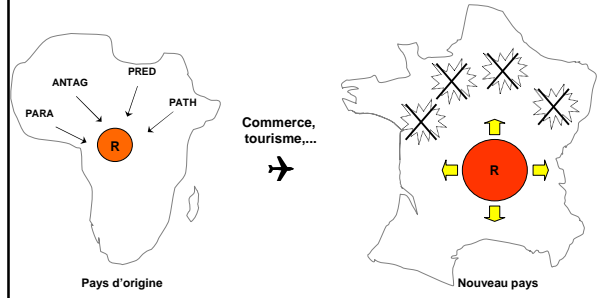 PRED
ANTAG
PATH
PARA
R
Commerce,
tourisme,...
R
Pays d'origine
Nouveau pays